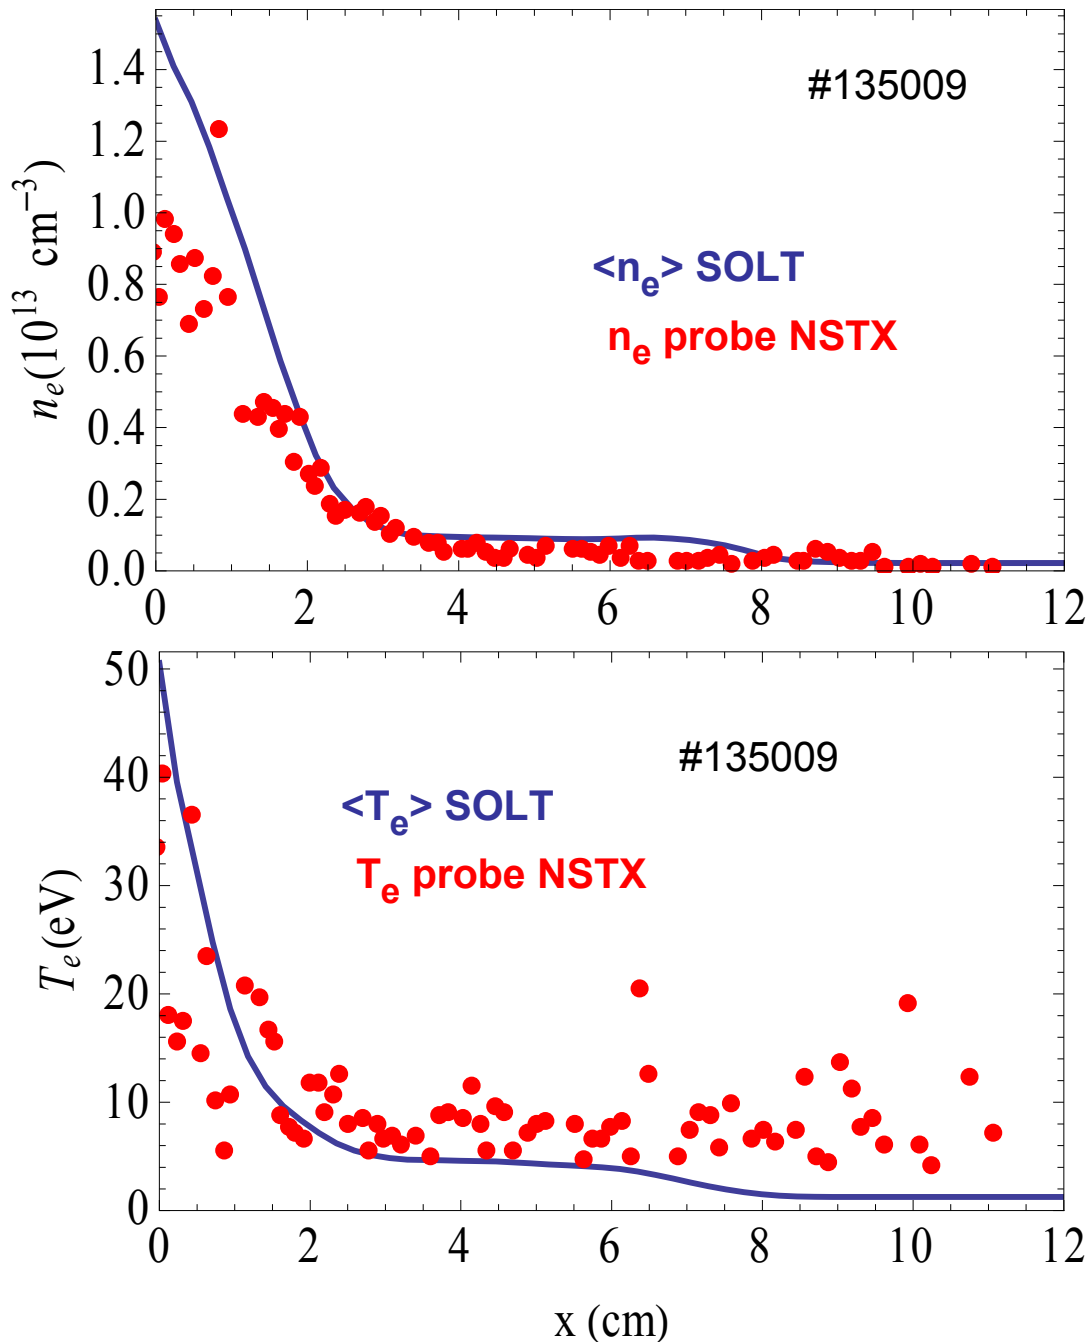 1.4
#135009
1.2
1.0
<n_e> SOLT
0.8
n_e probe NSTX
0.6
0.4
0.2
0.0
n_e(10^13 cm^−3)
0 2 4 6 8 10 12
50
#135009
40
<T_e> SOLT
T_e probe NSTX
30
20
10
0
T_e(eV)
0 2 4 6 8 10 12
x (cm)